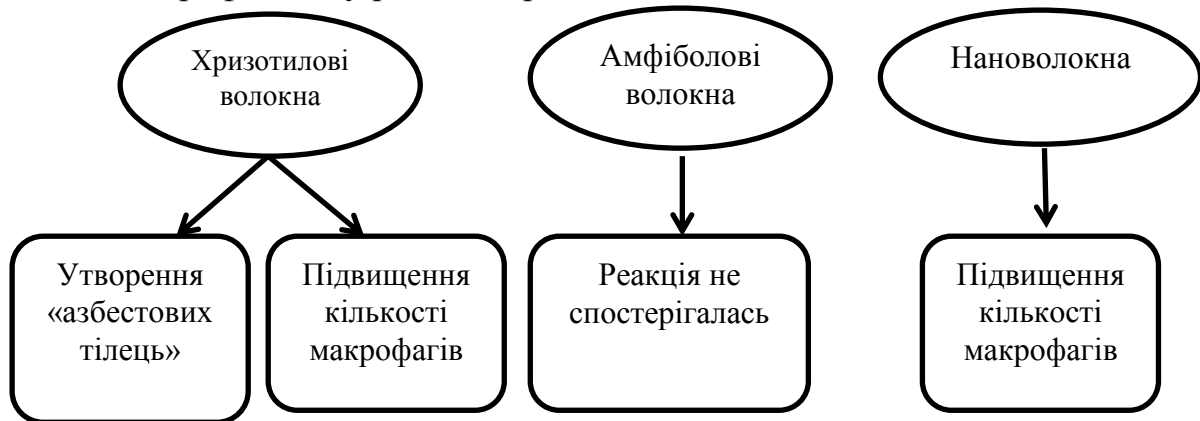 Хризотилові
волокна
Амфіболові
волокна
Нановолокна
Утворення
«азбестових
тілець»
Підвищення
кількості
макрофагів
Реакція не
спостерігалась
Підвищення
кількості
макрофагів